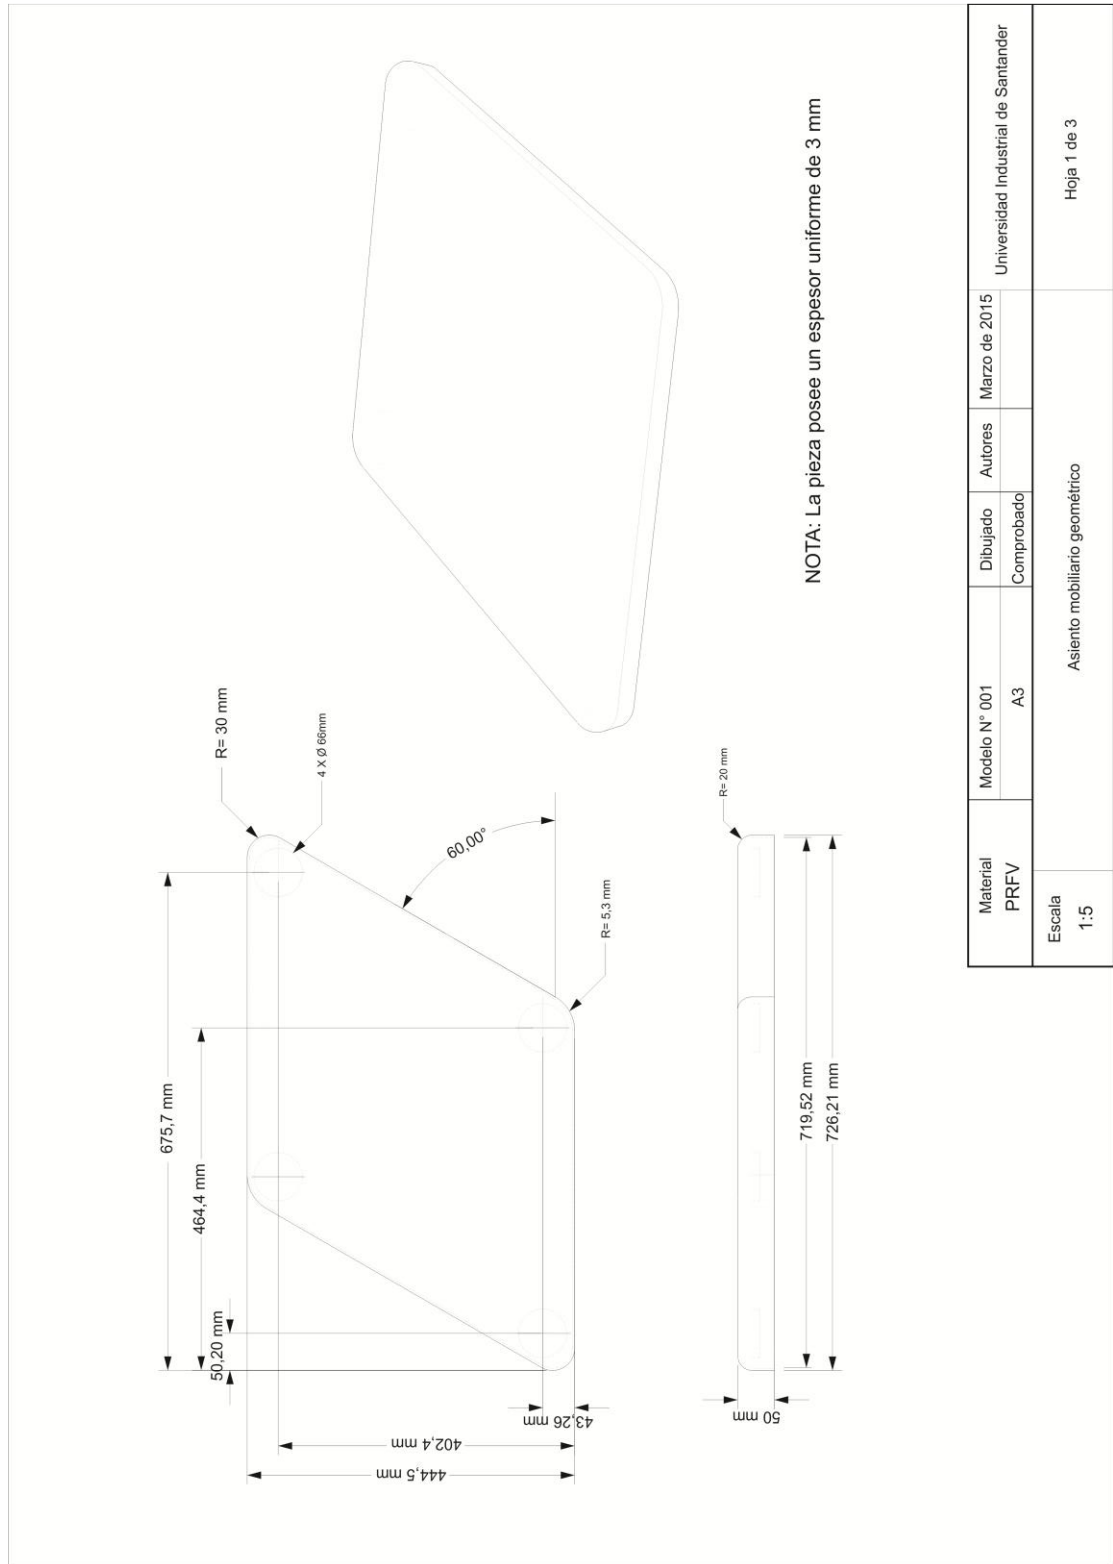 R= 30 mm
4 X Ø 66mm
675,7 mm
464,4 mm
50,20 mm
60,00°
R= 5,3 mm
43,26 mm
402,4 mm
444,5 mm
R= 20 mm
50 mm
719,52 mm
726,21 mm
NOTA: La pieza posee un espesor uniforme de 3 mm
Material
PRFV
Modelo N° 001
A3
Dibujado
Autores
Marzo de 2015
Comprobado
Universidad Industrial de Santander
Escala
1:5
Asiento mobiliario geométrico
Hoja 1 de 3